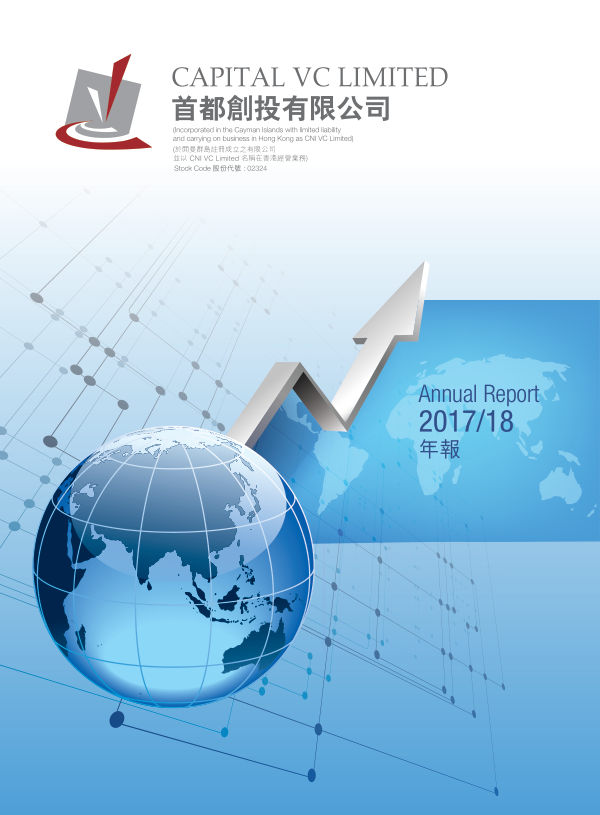 CAPITAL VC LIMITED
首都創投有限公司
(Incorporated in the Cayman Islands with limited liability
and carrying on business in Hong Kong as CNI VC Limited)
(於開曼群島註冊成立之有限公司
並以 CNI VC Limited 名稱在香港經營業務)
Stock Code 股份代號 : 02324
Annual Report
2017/18
年報